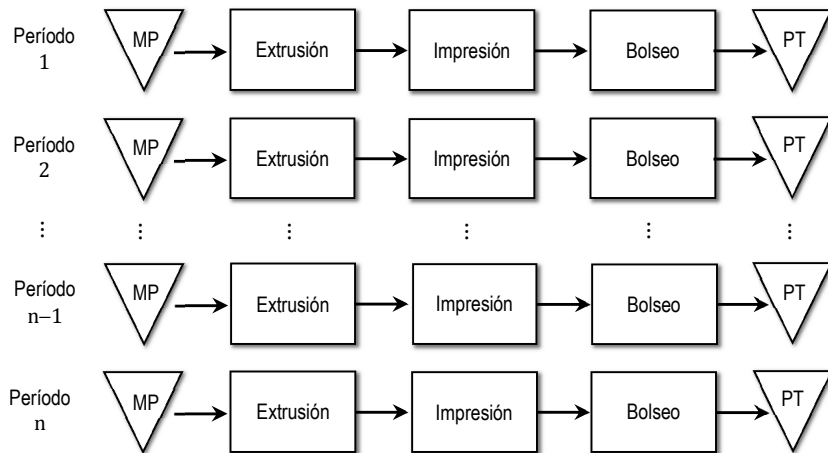 Período
1
MP
Extrusión
Impresión
Bolseo
PT
Período
2
MP
Extrusión
Impresión
Bolseo
PT
⋮ ⋮ ⋮ ⋮ ⋮ ⋮
Período
n−1
MP
Extrusión
Impresión
Bolseo
PT
Período
n
MP
Extrusión
Impresión
Bolseo
PT